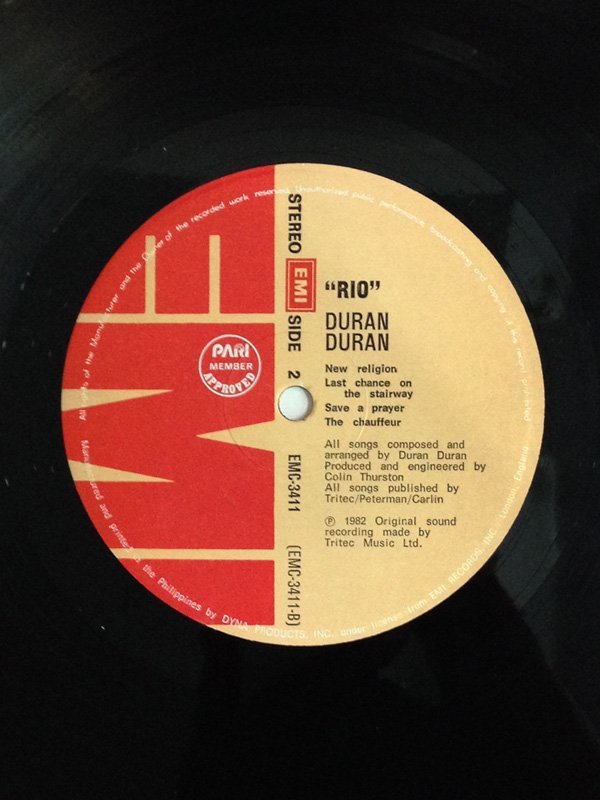 STEREO EMI SIDE 2 EMC-3411 (EMC-3411-B)
"RIO"
DURAN
DURAN
New religion
Last chance on
the stairway
Save a prayer
The chauffeur
All songs composed and
arranged by Duran Duran
Produced and engineered by
Colin Thurston
All songs published by
Tritec/Peterman/Carlin
℗ 1982 Original sound
recording made by
Tritec Music Ltd.
EMI
PARI
MEMBER
APPROVED
All rights of the Manufacturer and the Owner of the recorded work reserved. Unauthorised public performance broadcasting and copying of this record prohibited
Manufactured and printed in the Philippines by DYNA PRODUCTS, INC. under license from EMI RECORDS INC. London, England